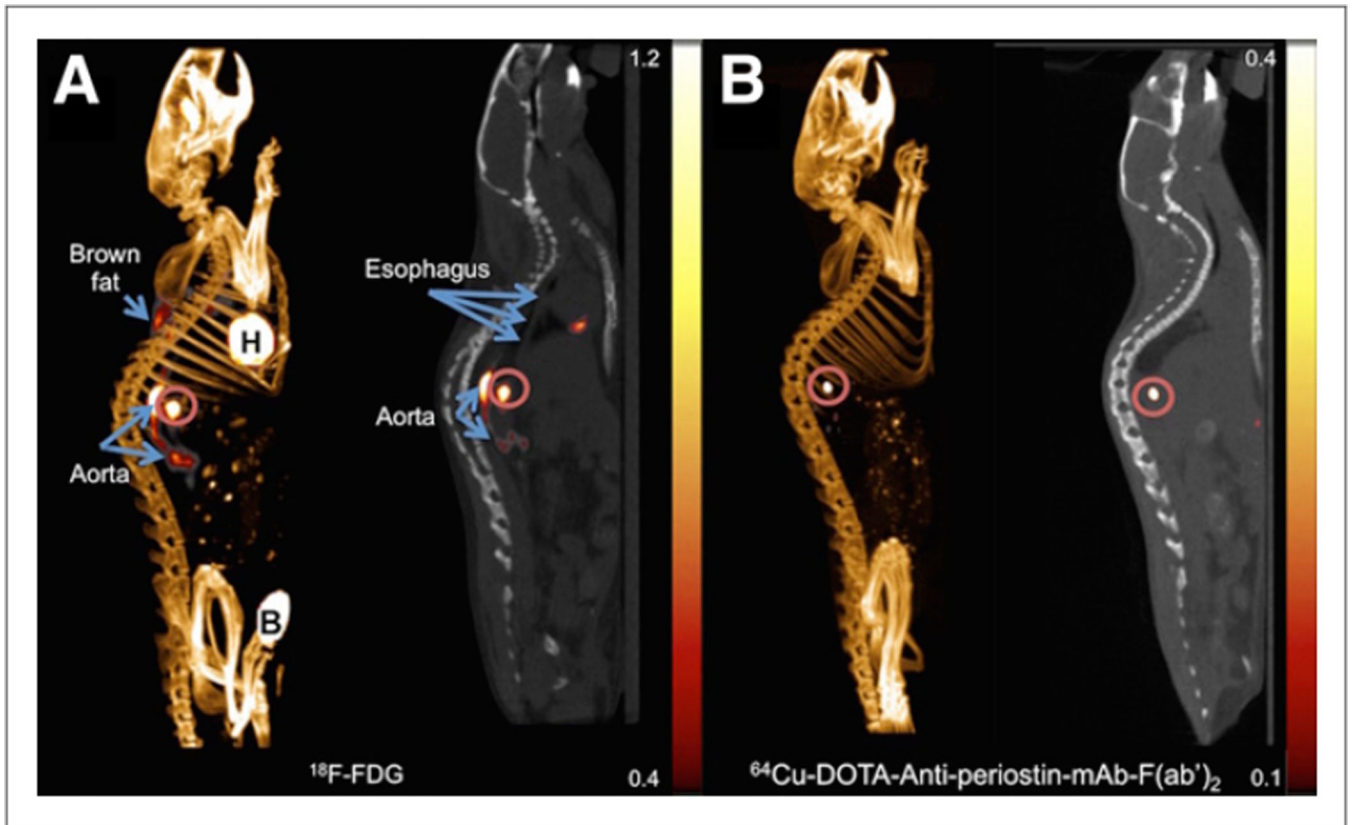 A
1.2
Brown
fat
Esophagus
H
Aorta
Aorta
B
¹⁸F-FDG
0.4
B
0.4
⁶⁴Cu-DOTA-Anti-periostin-mAb-F(ab’)₂
0.1